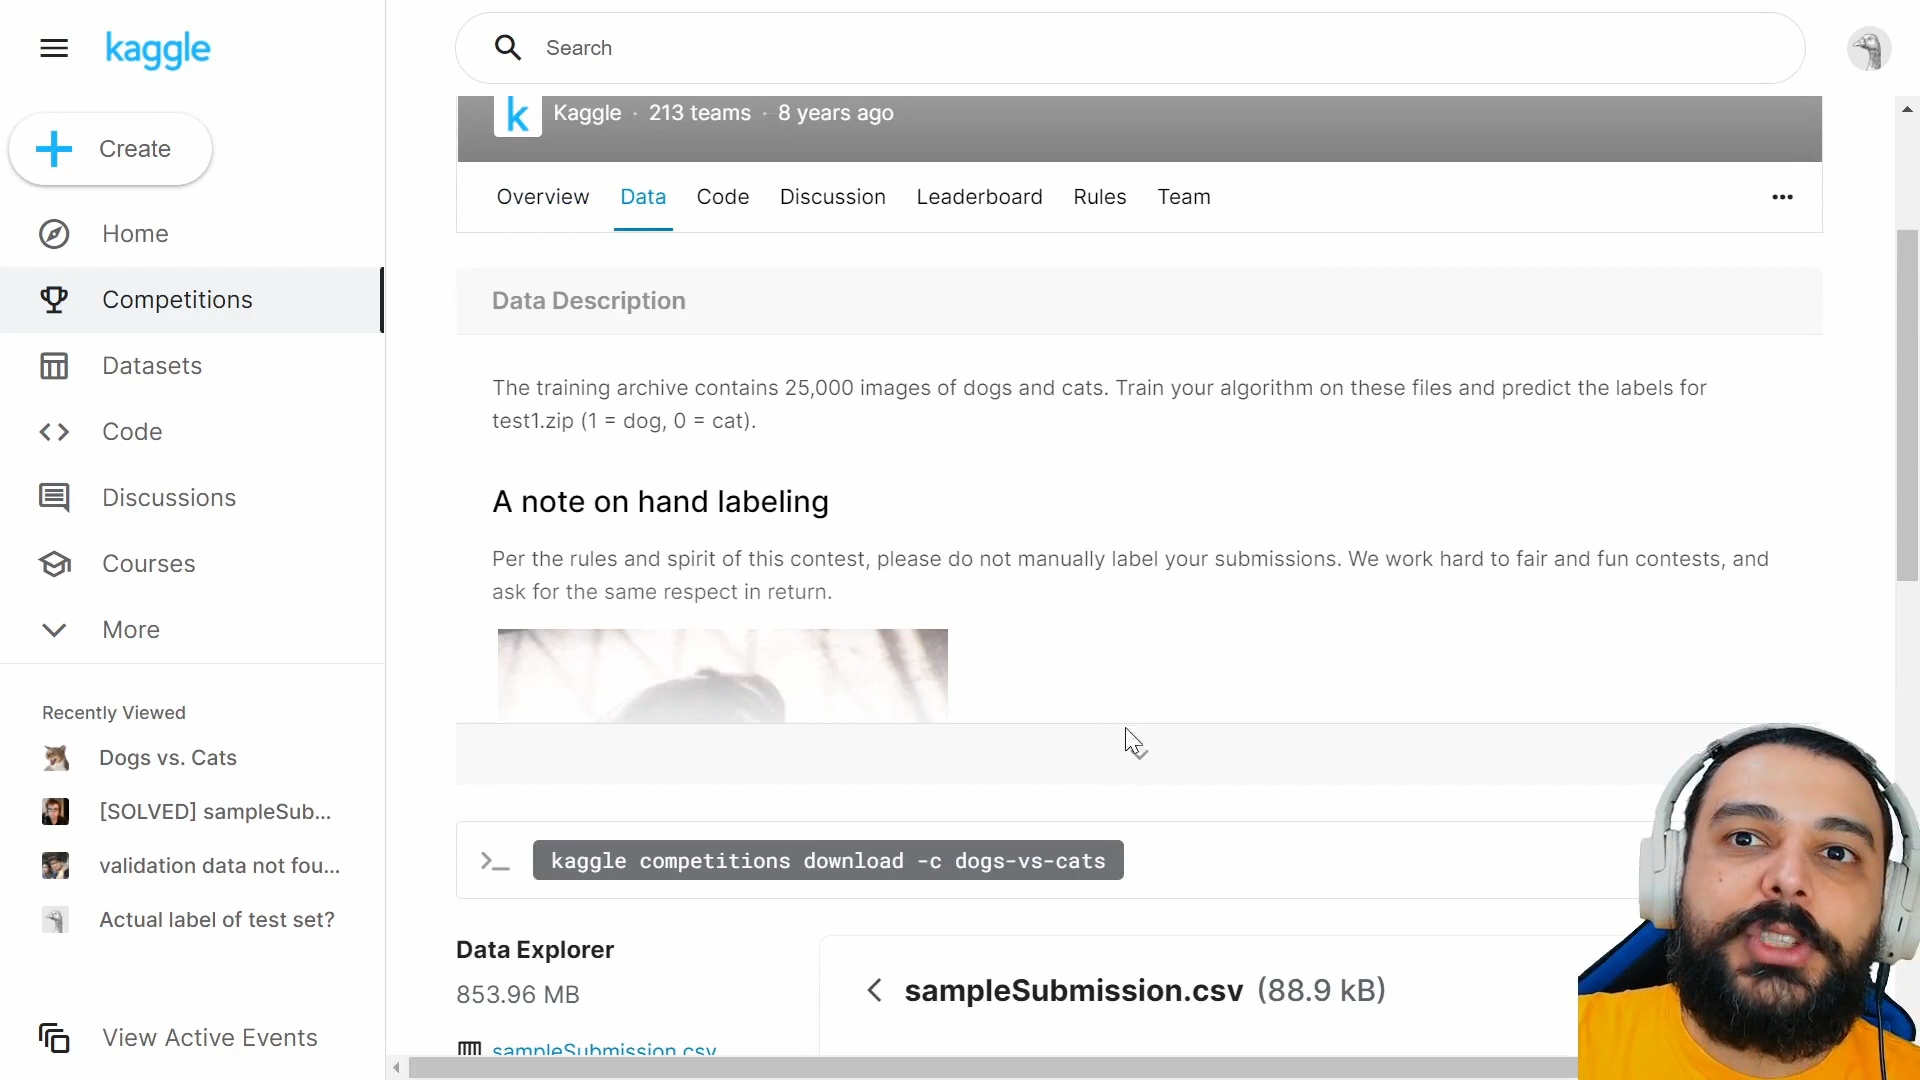 kaggle
Search
Create
Home
Competitions
Datasets
Code
Discussions
Courses
More
Recently Viewed
Dogs vs. Cats
[SOLVED] sampleSub...
validation data not fou...
Actual label of test set?
View Active Events
k
Kaggle · 213 teams · 8 years ago
Overview Data Code Discussion Leaderboard Rules Team
Data Description
The training archive contains 25,000 images of dogs and cats. Train your algorithm on these files and predict the labels for
test1.zip (1 = dog, 0 = cat).
A note on hand labeling
Per the rules and spirit of this contest, please do not manually label your submissions. We work hard to fair and fun contests, and
ask for the same respect in return.
>_ kaggle competitions download -c dogs-vs-cats
Data Explorer
853.96 MB
sampleSubmission.csv
sampleSubmission.csv (88.9 kB)